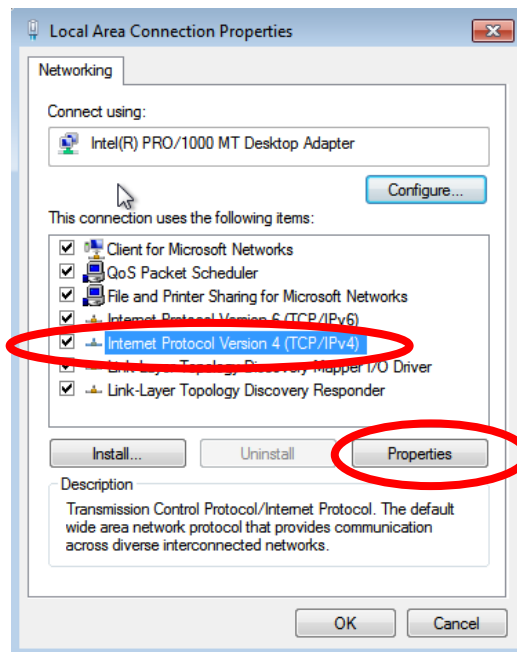 Local Area Connection Properties
Networking
Connect using:
Intel(R) PRO/1000 MT Desktop Adapter
Configure...
This connection uses the following items:
Client for Microsoft Networks
QoS Packet Scheduler
File and Printer Sharing for Microsoft Networks
Internet Protocol Version 6 (TCP/IPv6)
Internet Protocol Version 4 (TCP/IPv4)
Link-Layer Topology Discovery Mapper I/O Driver
Link-Layer Topology Discovery Responder
Install... Uninstall Properties
Description
Transmission Control Protocol/Internet Protocol. The default
wide area network protocol that provides communication
across diverse interconnected networks.
OK Cancel